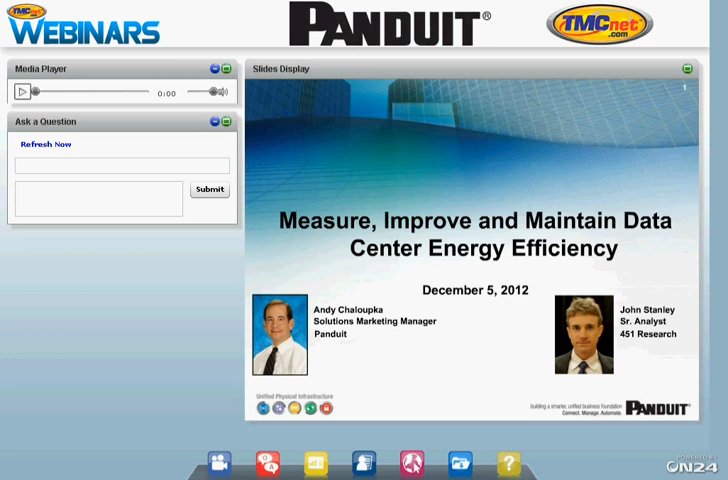 TMCnet
WEBINARS
PANDUIT®
TMCnet
.com
Media Player
0:00
Ask a Question
Refresh Now
Submit
Slides Display
1
Measure, Improve and Maintain Data
Center Energy Efficiency
December 5, 2012
Andy Chaloupka
Solutions Marketing Manager
Panduit
John Stanley
Sr. Analyst
451 Research
Unified Physical Infrastructure
building a smarter, unified business foundation
Connect. Manage. Automate.
PANDUIT®
Q
A
?
POWERED BY
ON24